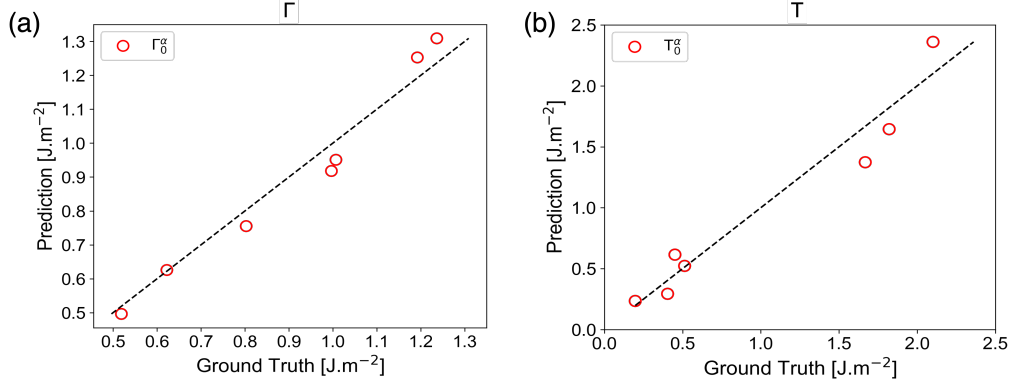 (a)
Γ
Γ₀^α
1.3
1.2
1.1
1.0
0.9
0.8
0.7
0.6
0.5
Prediction [J.m⁻²]
0.5 0.6 0.7 0.8 0.9 1.0 1.1 1.2 1.3
Ground Truth [J.m⁻²]
(b)
T
T₀^α
2.5
2.0
1.5
1.0
0.5
0.0
Prediction [J.m⁻²]
0.0 0.5 1.0 1.5 2.0 2.5
Ground Truth [J.m⁻²]